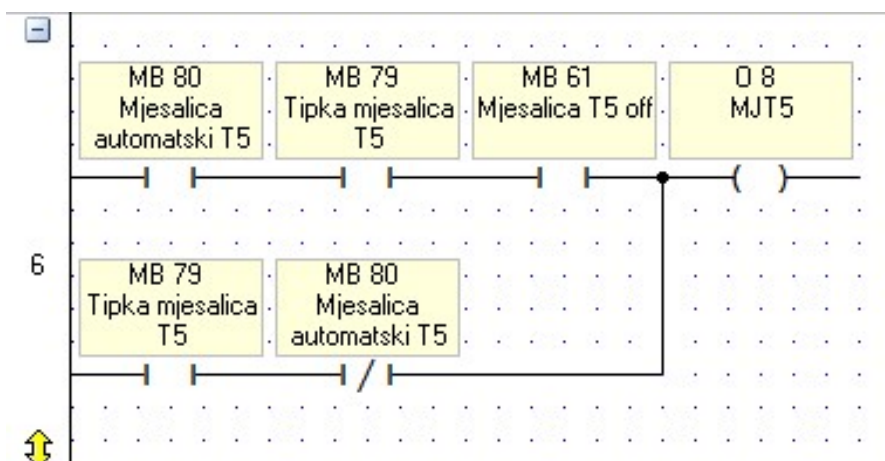 MB 80
Mjesalica
automatski T5
MB 79
Tipka mjesalica
T5
MB 61
Mjesalica T5 off
O 8
MJT5
6
MB 79
Tipka mjesalica
T5
MB 80
Mjesalica
automatski T5